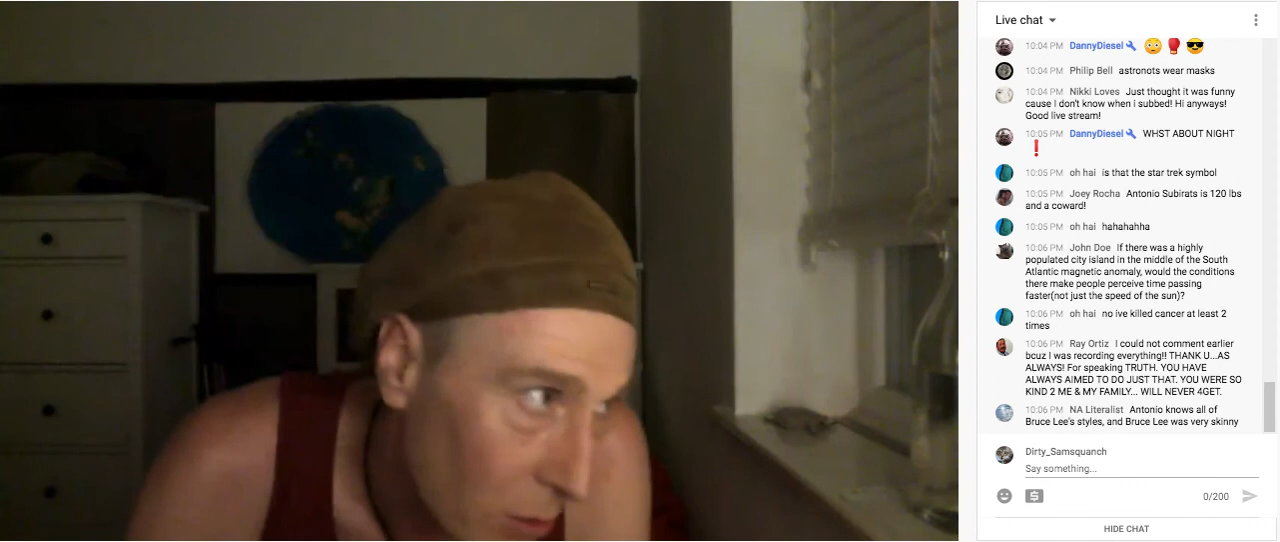 Live chat
10:04 PM DannyDiesel 😳 🥊 😎
10:04 PM Philip Bell astronots wear masks
10:04 PM Nikki Loves Just thought it was funny
cause I don't know when i subbed! Hi anyways!
Good live stream!
10:05 PM DannyDiesel WHST ABOUT NIGHT
❗
10:05 PM oh hai is that the star trek symbol
10:05 PM Joey Rocha Antonio Subirats is 120 lbs
and a coward!
10:05 PM oh hai hahahahha
10:06 PM John Doe If there was a highly
populated city island in the middle of the South
Atlantic magnetic anomaly, would the conditions
there make people perceive time passing
faster(not just the speed of the sun)?
10:06 PM oh hai no ive killed cancer at least 2
times
10:06 PM Ray Ortiz I could not comment earlier
bcuz I was recording everything!! THANK U...AS
ALWAYS! For speaking TRUTH. YOU HAVE
ALWAYS AIMED TO DO JUST THAT. YOU WERE SO
KIND 2 ME & MY FAMILY... WILL NEVER 4GET.
10:06 PM NA Literalist Antonio knows all of
Bruce Lee's styles, and Bruce Lee was very skinny
Dirty_Samsquanch
Say something...
0/200
HIDE CHAT